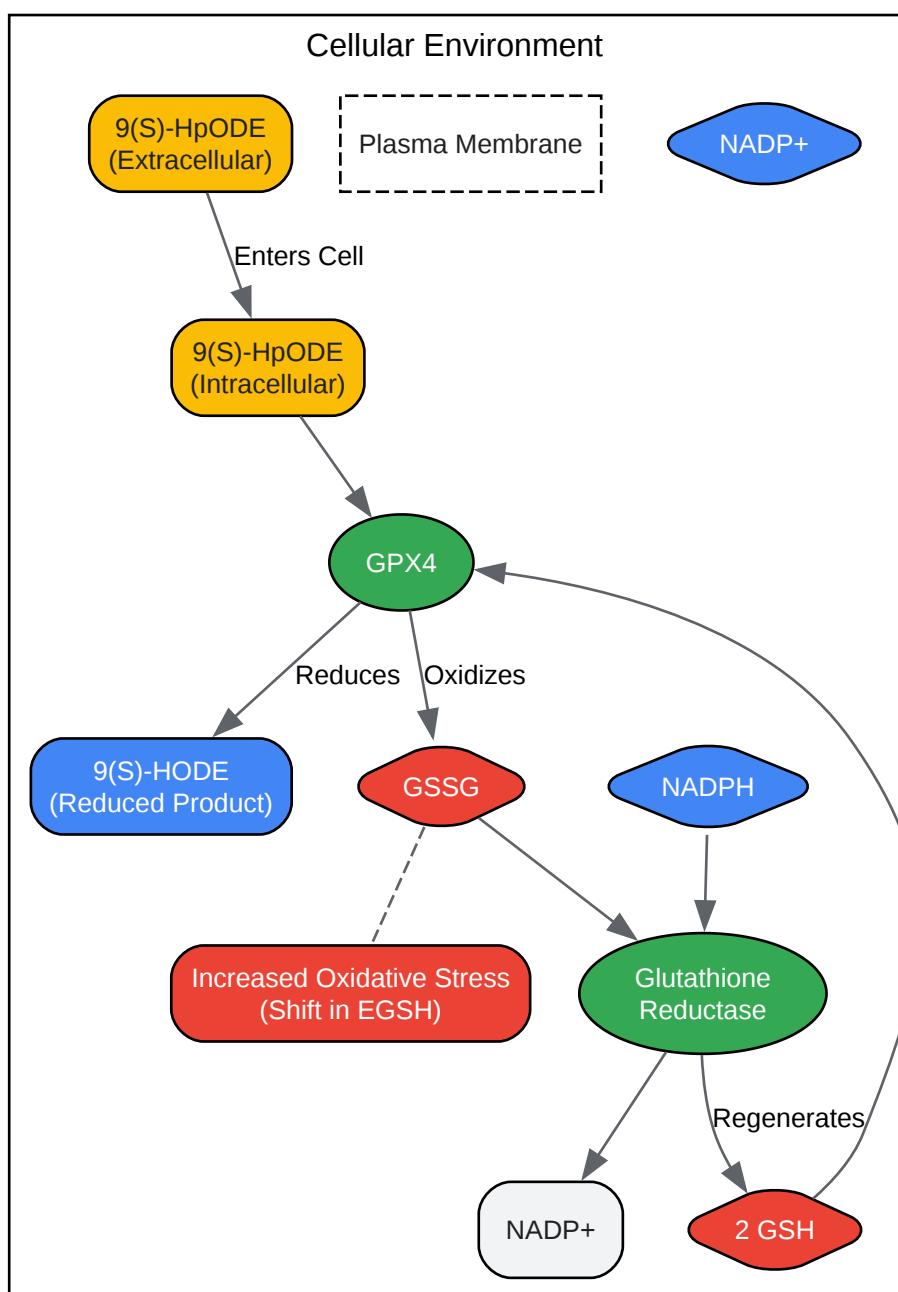 Cellular Environment
9(S)-HpODE
(Extracellular)
Plasma Membrane
NADP+
Enters Cell
9(S)-HpODE
(Intracellular)
GPX4
Reduces
Oxidizes
9(S)-HODE
(Reduced Product)
GSSG
NADPH
Increased Oxidative Stress
(Shift in EGSH)
Glutathione
Reductase
Regenerates
NADP+
2 GSH